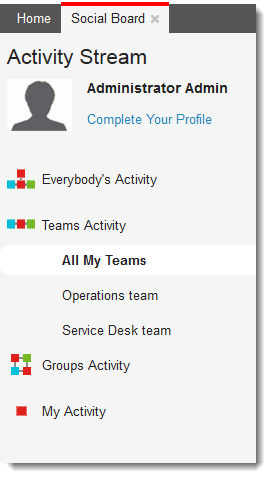 Home Social Board ×
Activity Stream
Administrator Admin
Complete Your Profile
Everybody's Activity
Teams Activity
All My Teams
Operations team
Service Desk team
Groups Activity
My Activity